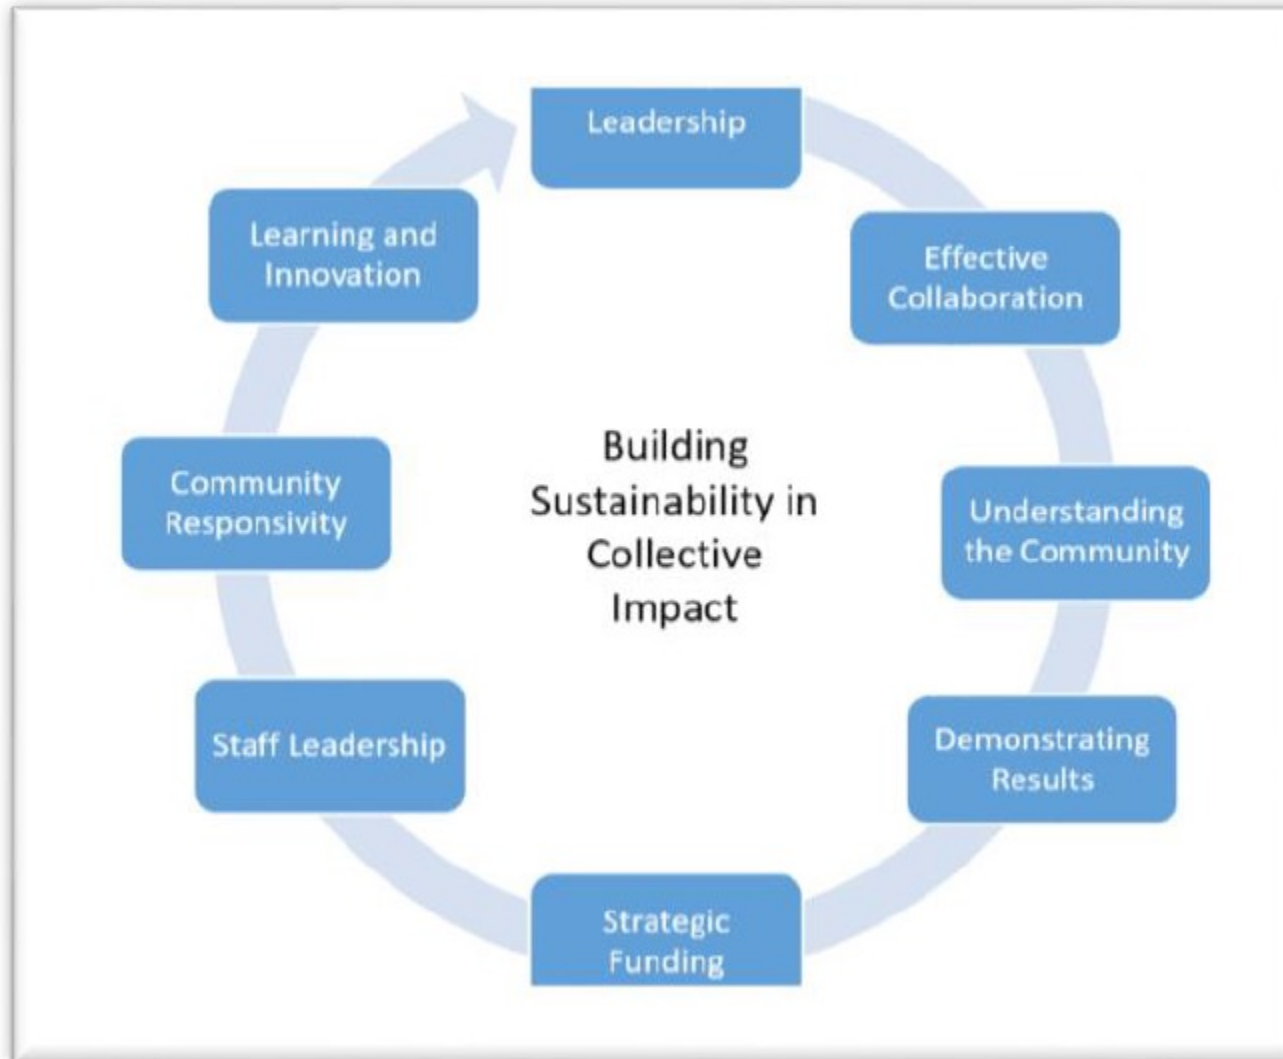 Leadership
Effective
Collaboration
Understanding
the Community
Demonstrating
Results
Strategic
Funding
Staff Leadership
Community
Responsivity
Learning and
Innovation
Building
Sustainability in
Collective
Impact